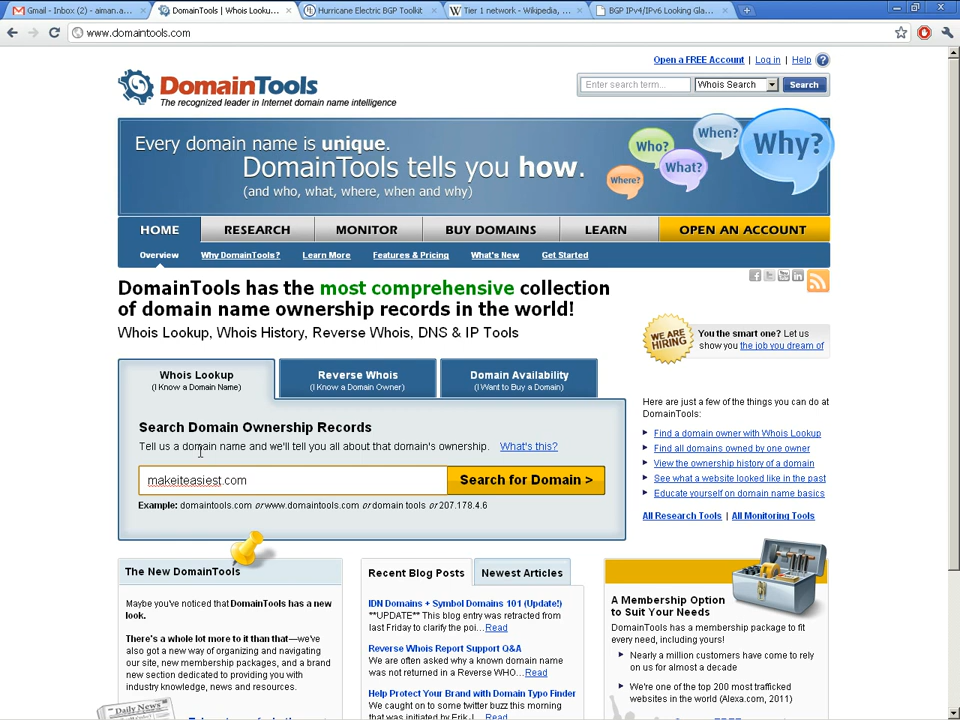 Gmail - Inbox (2) - aiman.a...
DomainTools | Whois Looku...
Hurricane Electric BGP Toolkit
Tier 1 network - Wikipedia, ...
BGP IPv4/IPv6 Looking Gla...
www.domaintools.com
Open a FREE Account | Log in | Help ?
DomainTools
The recognized leader in Internet domain name intelligence
Enter search term... Whois Search Search
Every domain name is unique.
DomainTools tells you how.
(and who, what, where, when and why)
Who?
When?
Why?
What?
Where?
HOME RESEARCH MONITOR BUY DOMAINS LEARN OPEN AN ACCOUNT
Overview Why DomainTools? Learn More Features & Pricing What's New Get Started
DomainTools has the most comprehensive collection
of domain name ownership records in the world!
Whois Lookup, Whois History, Reverse Whois, DNS & IP Tools
WE ARE
HIRING
You the smart one? Let us
show you the job you dream of
Whois Lookup
(I Know a Domain Name)
Reverse Whois
(I Know a Domain Owner)
Domain Availability
(I Want to Buy a Domain)
Search Domain Ownership Records
Tell us a domain name and we'll tell you all about that domain's ownership. What's this?
makeiteasiest.com
Search for Domain >
Example: domaintools.com or www.domaintools.com or domain tools or 207.178.4.6
Here are just a few of the things you can do at
DomainTools:
Find a domain owner with Whois Lookup
Find all domains owned by one owner
View the ownership history of a domain
See what a website looked like in the past
Educate yourself on domain name basics
All Research Tools | All Monitoring Tools
The New DomainTools
Maybe you've noticed that DomainTools has a new
look.
There's a whole lot more to it than that—we've
also got a new way of organizing and navigating
our site, new membership packages, and a brand
new section dedicated to providing you with
industry knowledge, news and resources.
Daily News
Recent Blog Posts
Newest Articles
IDN Domains + Symbol Domains 101 (Update!)
**UPDATE** This blog entry was retracted from
last Friday to clarify the poi...Read
Reverse Whois Report Support Q&A
We are often asked why a known domain name
was not returned in a Reverse WHO...Read
Help Protect Your Brand with Domain Typo Finder
We caught on to some twitter buzz this morning
that was initiated by Erik J... Read
A Membership Option
to Suit Your Needs
DomainTools has a membership package to fit
every need, including yours!
Nearly a million customers have come to rely
on us for almost a decade
We're one of the top 200 most trafficked
websites in the world (Alexa.com, 2011)